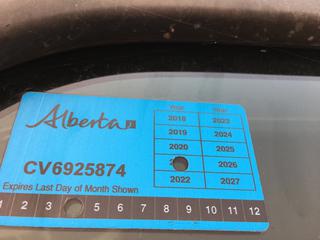 Alberta
Year Year
2018 2023
2019 2024
2020 2025
2026
2022 2027
CV6925874
Expires Last Day of Month Shown
1 2 3 5 6 7 8 9 10 11 12